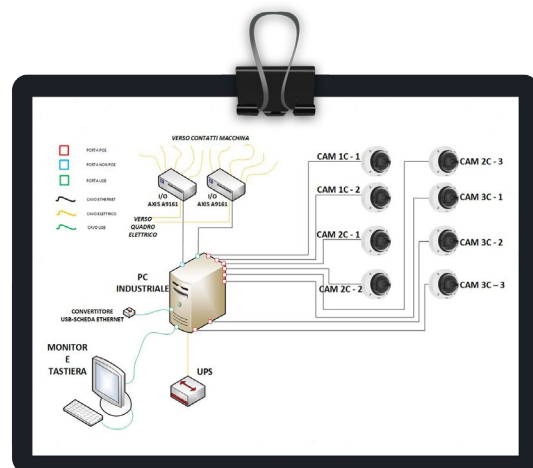 VERSO CONTATTI MACCHINA
PORTA POE
PORTA NON POE
PORTA USB
CAVO ETHERNET
CAVO ELETTRICO
CAVO USB
I/O
AXIS A9161
I/O
AXIS A9161
VERSO
QUADRO
ELETTRICO
PC
INDUSTRIALE
CONVERTITORE
USB-SCHEDA ETHERNET
MONITOR
E
TASTIERA
UPS
CAM 1C - 1
CAM 1C - 2
CAM 2C - 1
CAM 2C - 2
CAM 2C - 3
CAM 3C - 1
CAM 3C - 2
CAM 3C – 3